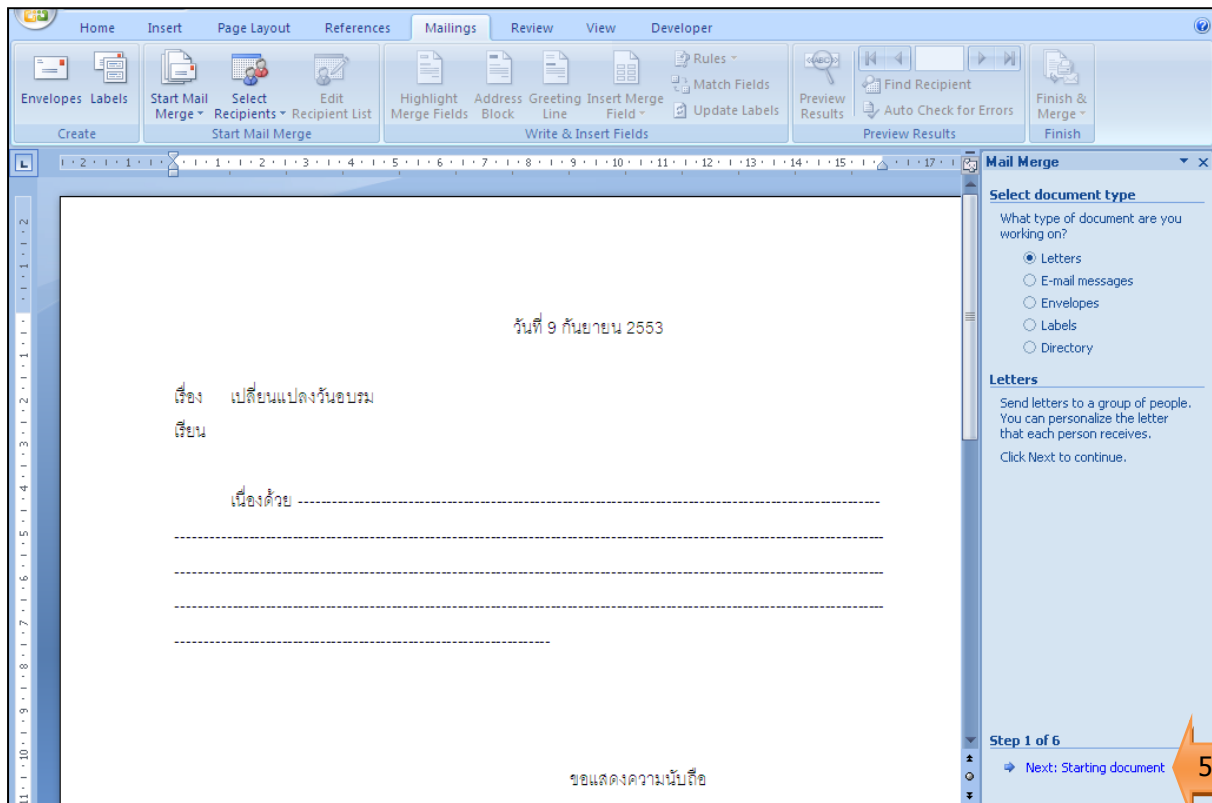 Home Insert Page Layout References Mailings Review View Developer
Envelopes Labels Start Mail Merge Select Recipients Edit Recipient List Highlight Merge Fields Address Block Greeting Line Insert Merge Field Rules Match Fields Update Labels Preview Results Find Recipient Auto Check for Errors Finish & Merge
Create Start Mail Merge Write & Insert Fields Preview Results Finish
Mail Merge
Select document type
What type of document are you
working on?
Letters
E-mail messages
Envelopes
Labels
Directory
Letters
Send letters to a group of people.
You can personalize the letter
that each person receives.
Click Next to continue.
Step 1 of 6
Next: Starting document
5
วันที่ 9 กันยายน 2553
เรื่อง เปลี่ยนแปลงวันอบรม
เรียน
เนื่องด้วย
ขอแสดงความนับถือ